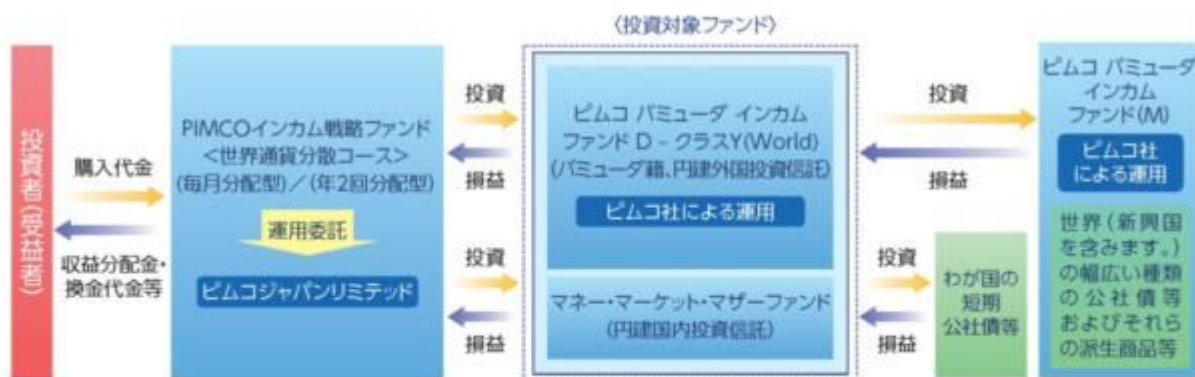 〈投資対象ファンド〉
投資者(受益者)
購入代金
収益分配金・
換金代金等
PIMCOインカム戦略ファンド
<世界通貨分散コース>
(毎月分配型)/(年2回分配型)
運用委託
ピムコジャパンリミテッド
投資
損益
投資
損益
ピムコ バミューダ インカム
ファンド D - クラスY(World)
(バミューダ籍、円建外国投資信託)
ピムコ社による運用
マネー・マーケット・マザーファンド
(円建国内投資信託)
投資
損益
投資
損益
わが国の
短期
公社債等
ピムコ バミューダ
インカム
ファンド(M)
ピムコ社
による運用
世界(新興国
を含みます。)
の幅広い種類
の公社債等
およびそれら
の派生商品等